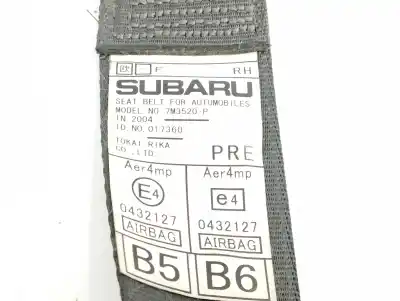 F RH
SUBARU
SEAT BELT FOR AUTOMOBILES
MODEL NO. 7M3520-P
IN 2004
ID.NO. 017360
TOKAI RIKA
CO.,LTD. PRE
Aer4mp Aer4mp
E4 e4
0432127 0432127
AIRBAG AIRBAG
B5 B6